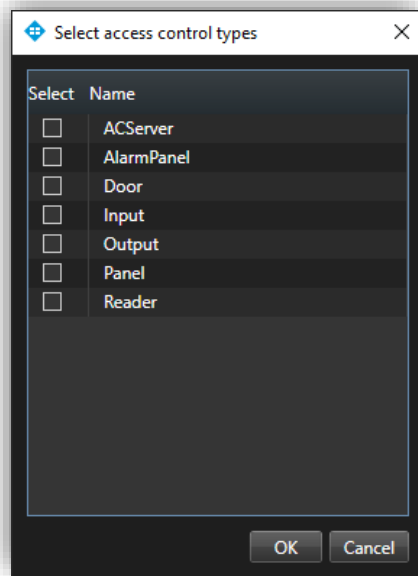 Select access control types
Select Name
ACServer
AlarmPanel
Door
Input
Output
Panel
Reader
OK Cancel